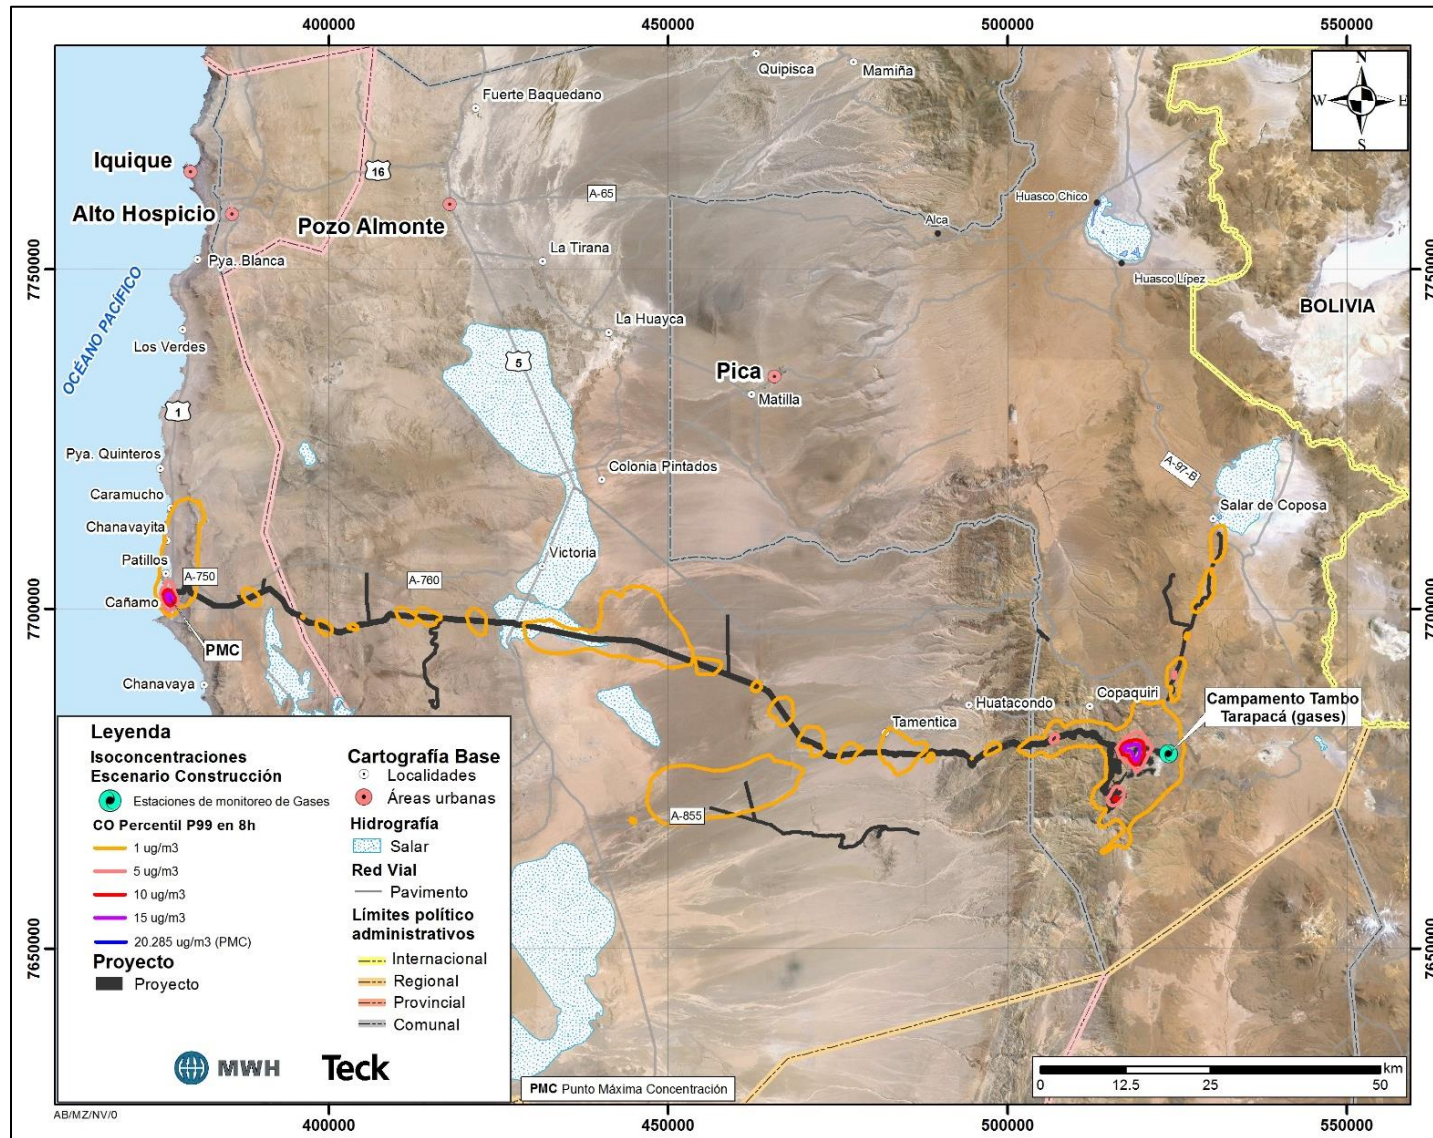 400000
450000
500000
550000
Quipisca
Mamiña
Fuerte Baquedano
N
W
E
S
Iquique
16
A-65
Huasco Chico
Alto Hospicio
Pozo Almonte
Alca
La Tirana
Pya. Blanca
7750000
7750000
Huasco Lípez
OCÉANO PACÍFICO
BOLIVIA
La Huayca
Los Verdes
5
Pica
Matilla
1
Pya. Quinteros
Colonia Pintados
A-97-B
Caramucho
Salar de Coposa
Chanavayita
Patillos
Victoria
A-750
A-760
Cañamo
7700000
7700000
PMC
Chanavaya
Huatacondo
Copaquiri
Campamento Tambo
Tarapacá (gases)
Tamentica
A-855
Leyenda
Isoconcentraciones
Escenario Construcción
Estaciones de monitoreo de Gases
CO Percentil P99 en 8h
1 ug/m3
5 ug/m3
10 ug/m3
15 ug/m3
20.285 ug/m3 (PMC)
Proyecto
Proyecto
Cartografía Base
Localidades
Áreas urbanas
Hidrografía
Salar
Red Vial
Pavimento
Límites político
administrativos
Internacional
Regional
Provincial
Comunal
MWH
Teck
7650000
7650000
PMC Punto Máxima Concentración
km
0
12.5
25
50
AB/MZ/NV/0
400000
450000
500000
550000